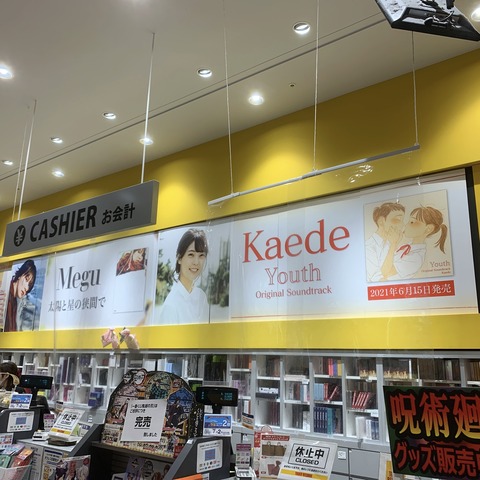 ¥ CASHIER お会計
Megu
太陽と星の狭間で
Kaede
Youth
Original Soundtrack
Youth
2021年6月15日発売
完売
休止中
CLOSED
呪術廻
グッズ販売